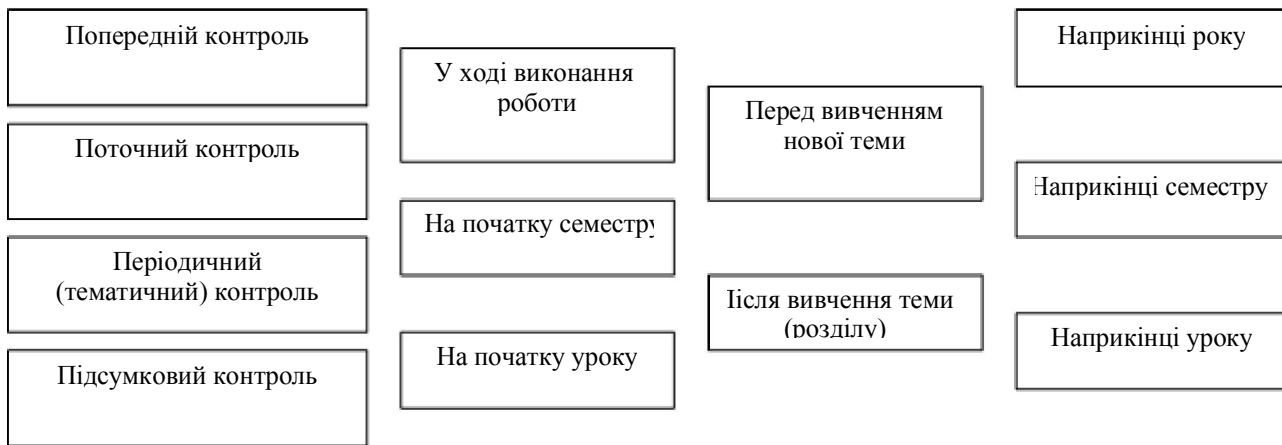 Попередній контроль
Поточний контроль
Періодичний
(тематичний) контроль
Підсумковий контроль
У ході виконання
роботи
На початку семестру
На початку уроку
Перед вивченням
нової теми
Після вивчення теми
(розділу)
Наприкінці року
Наприкінці семестру
Наприкінці уроку